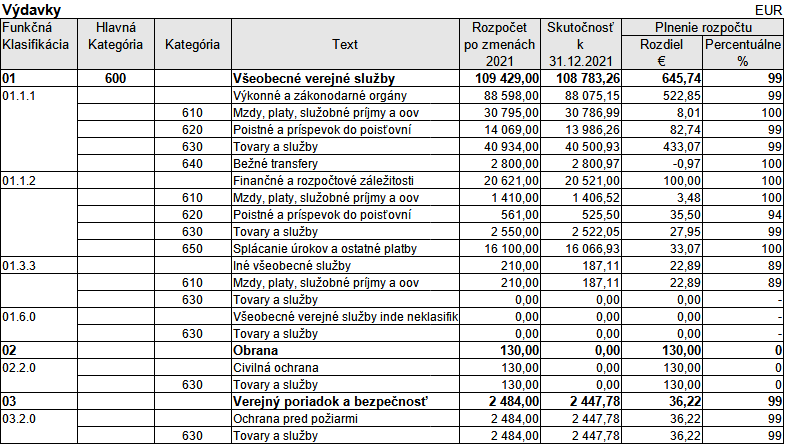 Výdavky EUR
Funkčná Hlavná Rozpočet Skutočnosť Plnenie rozpočtu
Klasifikácia Kategória Kategória Text po zmenách k Rozdiel Percentuálne
2021 31.12.2021 € %
01 600 Všeobecné verejné služby 109 429,00 108 783,26 645,74 99
01.1.1 Výkonné a zákonodarné orgány 88 598,00 88 075,15 522,85 99
610 Mzdy, platy, služobné príjmy a oov 30 795,00 30 786,99 8,01 100
620 Poistné a príspevok do poisťovní 14 069,00 13 986,26 82,74 99
630 Tovary a služby 40 934,00 40 500,93 433,07 99
640 Bežné transfery 2 800,00 2 800,97 -0,97 100
01.1.2 Finančné a rozpočtové záležitosti 20 621,00 20 521,00 100,00 100
610 Mzdy, platy, služobné príjmy a oov 1 410,00 1 406,52 3,48 100
620 Poistné a príspevok do poisťovní 561,00 525,50 35,50 94
630 Tovary a služby 2 550,00 2 522,05 27,95 99
650 Splácanie úrokov a ostatné platby 16 100,00 16 066,93 33,07 100
01.3.3 Iné všeobecné služby 210,00 187,11 22,89 89
610 Mzdy, platy, služobné príjmy a oov 210,00 187,11 22,89 89
630 Tovary a služby 0,00 0,00 0,00 -
01.6.0 Všeobecné verejné služby inde neklasifik 0,00 0,00 0,00 -
630 Tovary a služby 0,00 0,00 0,00 -
02 Obrana 130,00 0,00 130,00 0
02.2.0 Civilná ochrana 130,00 0,00 130,00 0
630 Tovary a služby 130,00 0,00 130,00 0
03 Verejný poriadok a bezpečnosť 2 484,00 2 447,78 36,22 99
03.2.0 Ochrana pred požiarmi 2 484,00 2 447,78 36,22 99
630 Tovary a služby 2 484,00 2 447,78 36,22 99